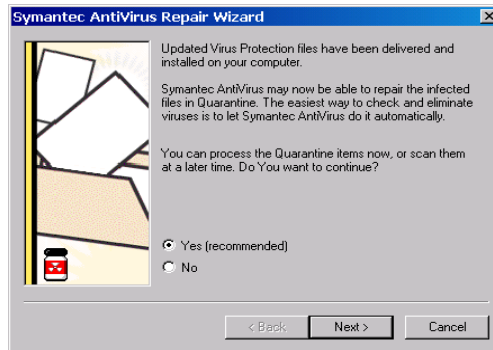 Symantec AntiVirus Repair Wizard
Updated Virus Protection files have been delivered and
installed on your computer.
Symantec AntiVirus may now be able to repair the infected
files in Quarantine. The easiest way to check and eliminate
viruses is to let Symantec AntiVirus do it automatically.
You can process the Quarantine items now, or scan them
at a later time. Do You want to continue?
Yes (recommended)
No
< Back
Next >
Cancel